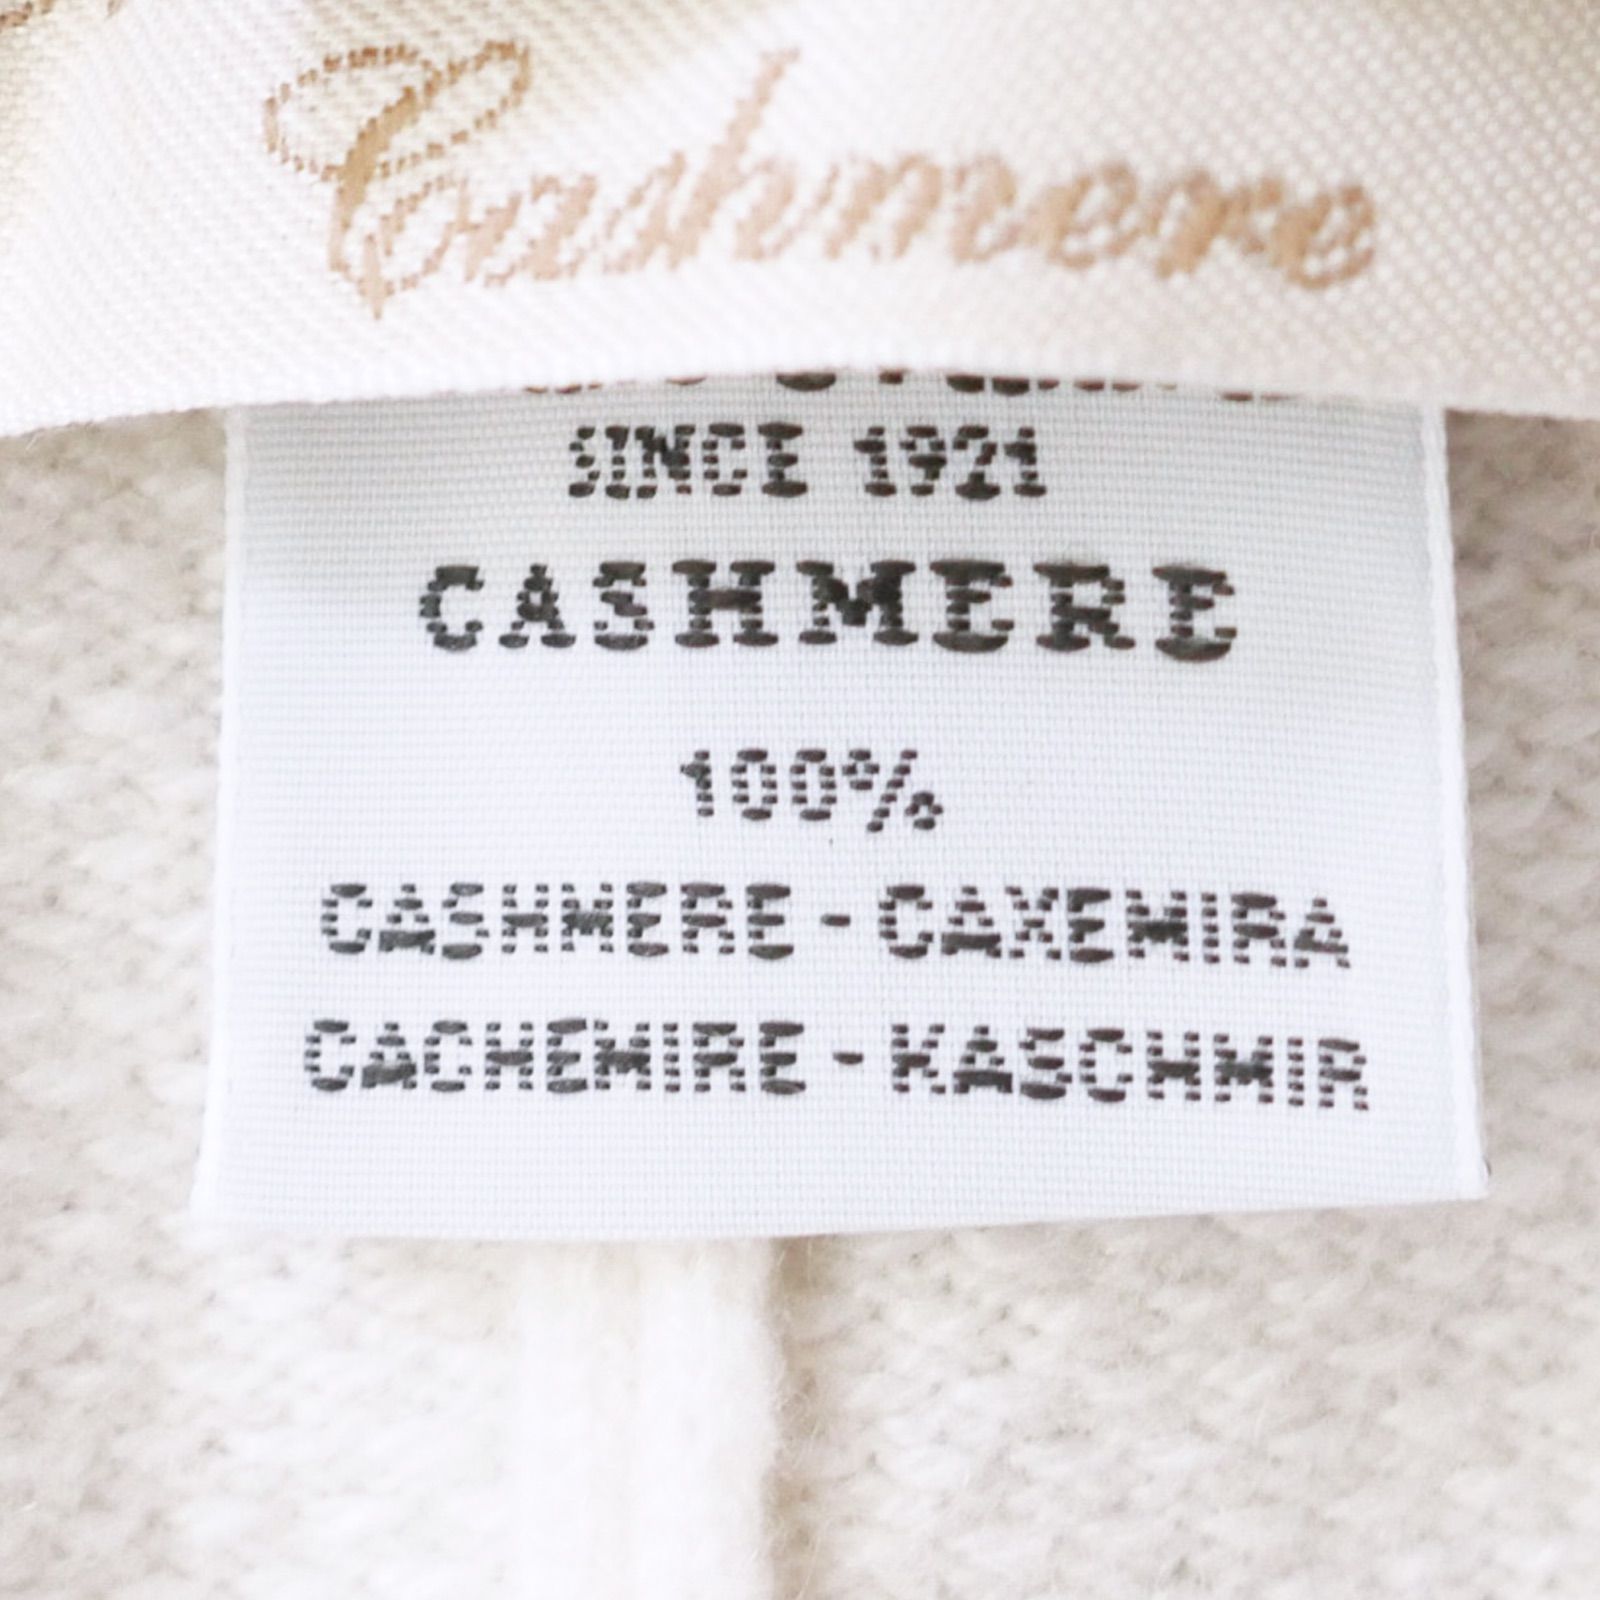 Cashmere
SINCE 1921
CASHMERE
100%
CASHMERE - CAXEMIRA
CACHEMIRE - KASCHMIR